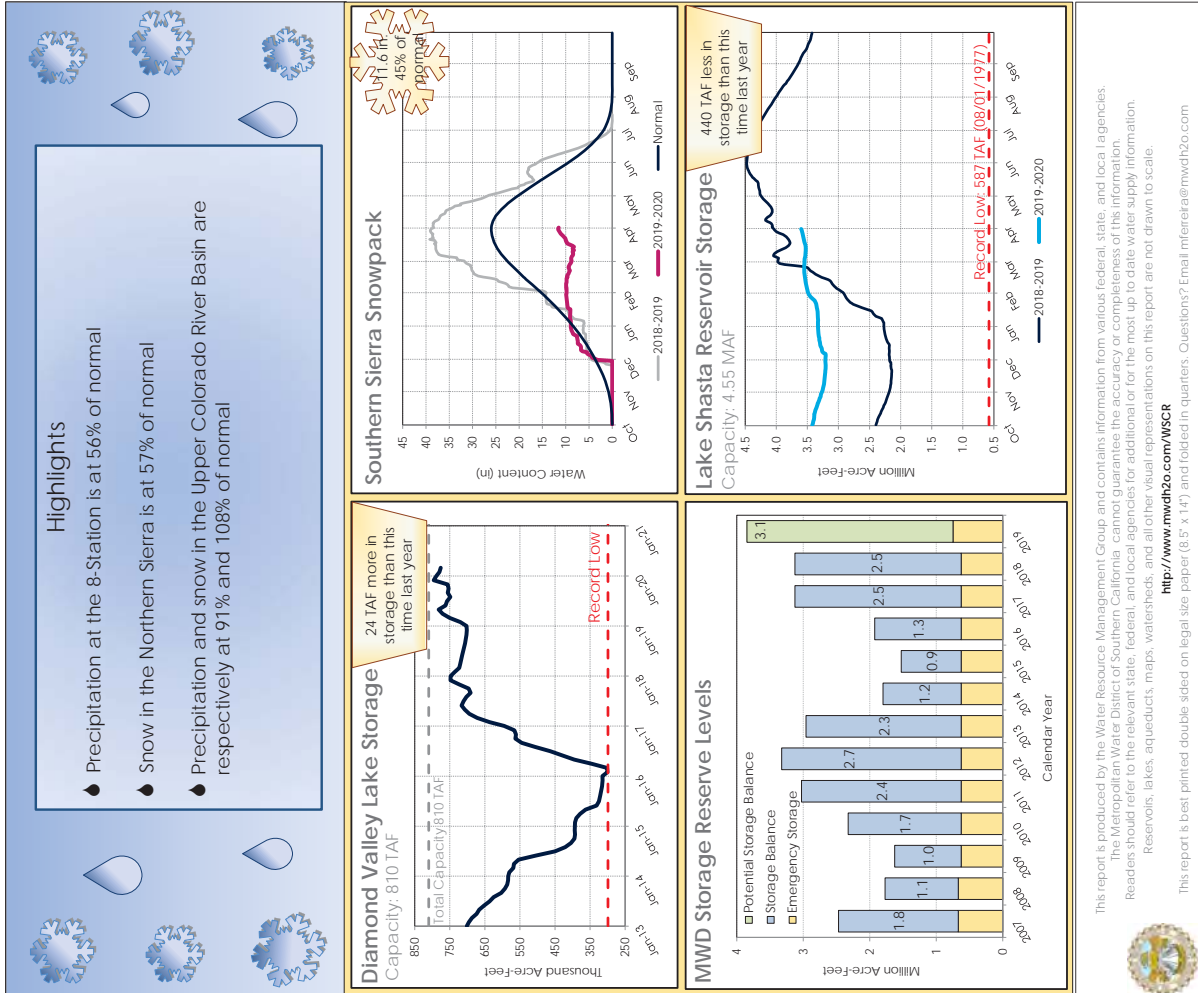 Highlights
Precipitation at the 8-Station is at 56% of normal
Snow in the Northern Sierra is at 57% of normal
Precipitation and snow in the Upper Colorado River Basin are
respectively at 91% and 108% of normal
Diamond Valley Lake Storage
Capacity: 810 TAF
24 TAF more in
storage than this
time last year
Total Capacity:810 TAF
Record Low
Thousand Acre-Feet
850
750
650
550
450
350
250
Jan-13
Jan-14
Jan-15
Jan-16
Jan-17
Jan-18
Jan-19
Jan-20
Jan-21
Southern Sierra Snowpack
11.6 in.
45% of
normal
Water Content (in)
45
40
35
30
25
20
15
10
5
0
Oct
Nov
Dec
Jan
Feb
Mar
Apr
May
Jun
Jul
Aug
Sep
2018-2019
2019-2020
Normal
MWD Storage Reserve Levels
Potential Storage Balance
Storage Balance
Emergency Storage
Million Acre-Feet
4
3
2
1
0
1.8
1.1
1.0
1.7
2.4
2.7
2.3
1.2
0.9
1.3
2.5
2.5
3.1
2007
2008
2009
2010
2011
2012
2013
2014
2015
2016
2017
2018
2019
Calendar Year
Lake Shasta Reservoir Storage
Capacity: 4.55 MAF
440 TAF less in
storage than this
time last year
Record Low: 587 TAF (08/01/1977)
Million Acre-Feet
4.5
4.0
3.5
3.0
2.5
2.0
1.5
1.0
0.5
Oct
Nov
Dec
Jan
Feb
Mar
Apr
May
Jun
Jul
Aug
Sep
2018-2019
2019-2020
This report is produced by the Water Resource Management Group and contains information from various federal, state, and local agencies.
The Metropolitan Water District of Southern California cannot guarantee the accuracy or completeness of this information.
Readers should refer to the relevant state, federal, and local agencies for additional or for the most up to date water supply information.
Reservoirs, lakes, aqueducts, maps, watersheds, and all other visual representations on this report are not drawn to scale.
http://www.mwdh2o.com/WSCR
This report is best printed double sided on legal size paper (8.5" x 14") and folded in quarters. Questions? Email mferreira@mwdh2o.com